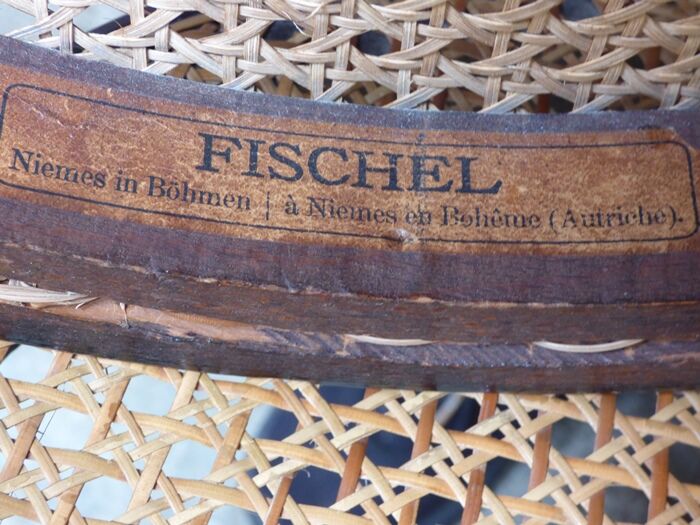 FISCHEL
Niemes in Böhmen | à Niemes en Bohême (Autriche).